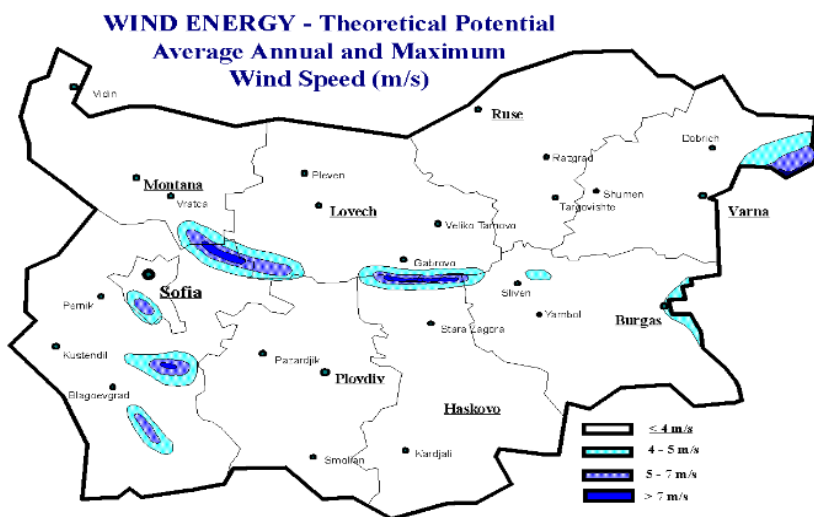 WIND ENERGY - Theoretical Potential
Average Annual and Maximum
Wind Speed (m/s)
Vidin
Ruse
Dobrich
Razgrad
Pleven
Montana
Vratca
Targovishte
Shumen
Varna
Lovech
Veliko Tarnovo
Gabrovo
Sofia
Sliven
Pernik
Yambol
Burgas
Stara Zagora
Kustendil
Pazardjik
Plovdiv
Blagoevgrad
Haskovo
Smolian
Kardjali
< 4 m/s
4 - 5 m/s
5 - 7 m/s
> 7 m/s